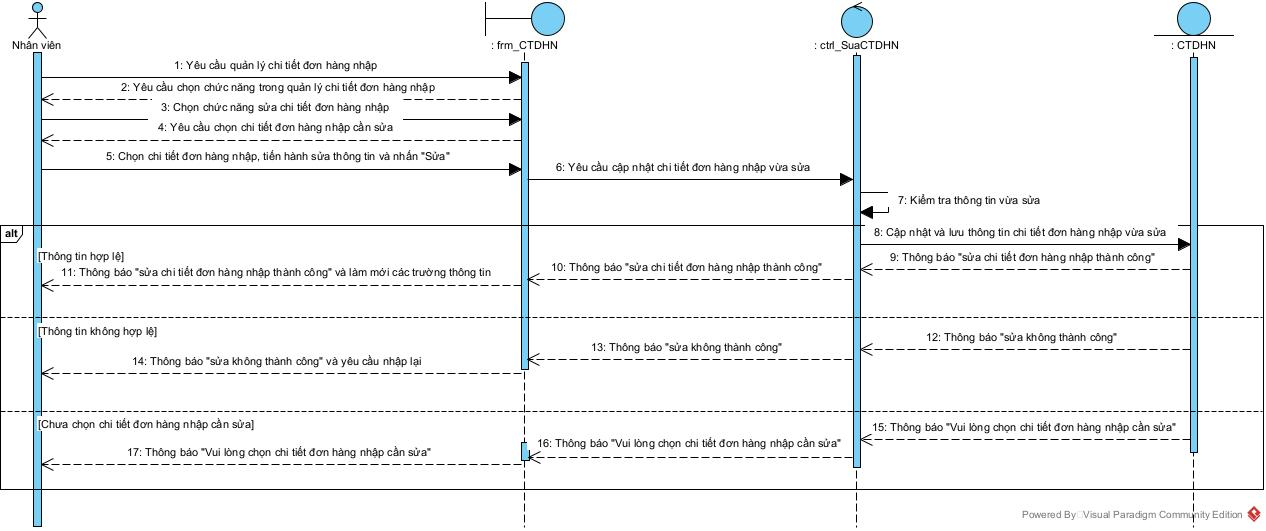 Nhân viên
: frm_CTDHN
: ctrl_SuaCTDHN
: CTDHN
1: Yêu cầu quản lý chi tiết đơn hàng nhập
2: Yêu cầu chọn chức năng trong quản lý chi tiết đơn hàng nhập
3: Chọn chức năng sửa chi tiết đơn hàng nhập
4: Yêu cầu chọn chi tiết đơn hàng nhập cần sửa
5: Chọn chi tiết đơn hàng nhập, tiến hành sửa thông tin và nhấn "Sửa"
6: Yêu cầu cập nhật chi tiết đơn hàng nhập vừa sửa
7: Kiểm tra thông tin vừa sửa
alt
8: Cập nhật và lưu thông tin chi tiết đơn hàng nhập vừa sửa
[Thông tin hợp lệ]
9: Thông báo "sửa chi tiết đơn hàng nhập thành công"
10: Thông báo "sửa chi tiết đơn hàng nhập thành công"
11: Thông báo "sửa chi tiết đơn hàng nhập thành công" và làm mới các trường thông tin
[Thông tin không hợp lệ]
12: Thông báo "sửa không thành công"
13: Thông báo "sửa không thành công"
14: Thông báo "sửa không thành công" và yêu cầu nhập lại
[Chưa chọn chi tiết đơn hàng nhập cần sửa]
15: Thông báo "Vui lòng chọn chi tiết đơn hàng nhập cần sửa"
16: Thông báo "Vui lòng chọn chi tiết đơn hàng nhập cần sửa"
17: Thông báo "Vui lòng chọn chi tiết đơn hàng nhập cần sửa"
Powered By Visual Paradigm Community Edition